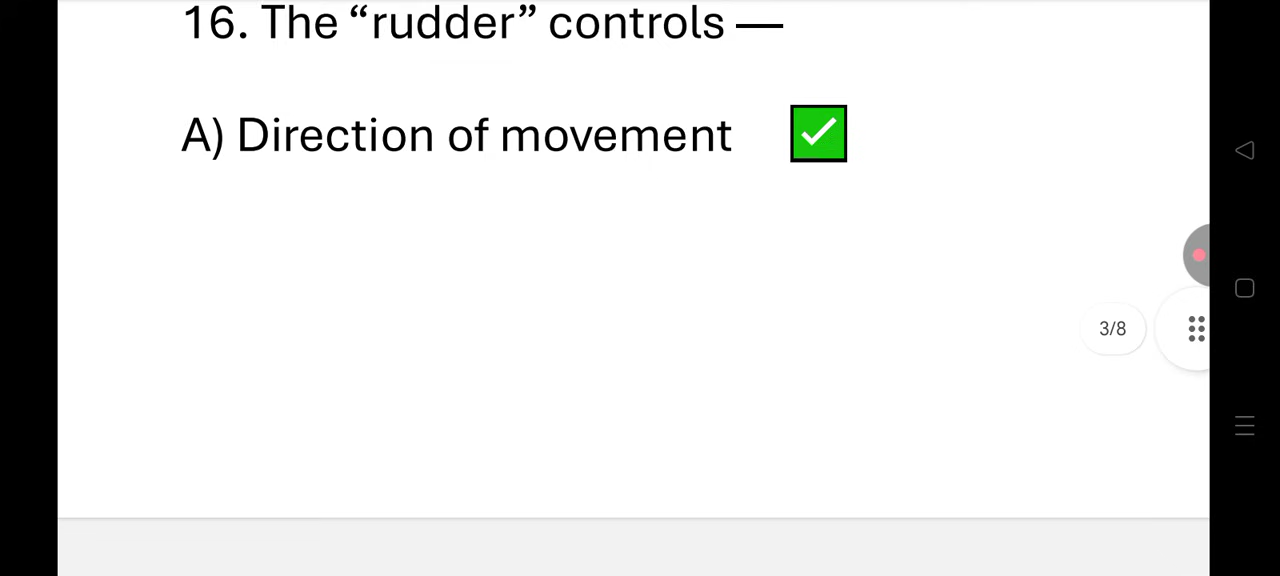 16. The “rudder” controls —
A) Direction of movement
3/8